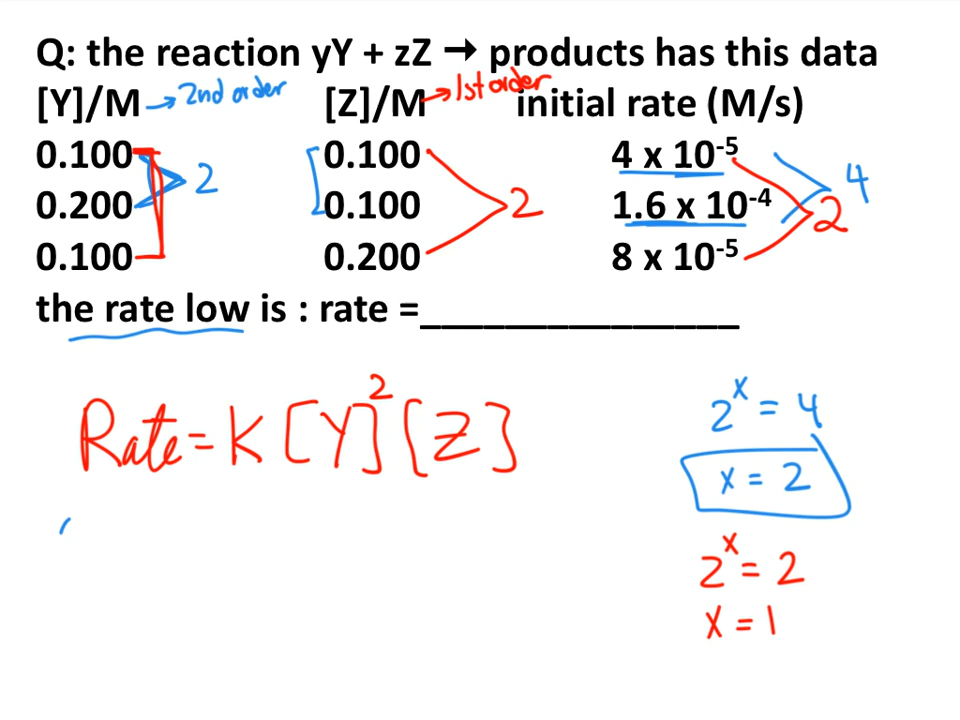 Q: the reaction yY + zZ → products has this data
[Y]/M → 2nd order [Z]/M → 1st order initial rate (M/s)
0.100 0.100 4 x 10⁻⁵
0.200 2 0.100 2 1.6 x 10⁻⁴ 2 4
0.100 0.200 8 x 10⁻⁵
the rate low is : rate =_______________
Rate = K [Y]² [Z]
2ˣ = 4
x = 2
2ˣ = 2
x = 1